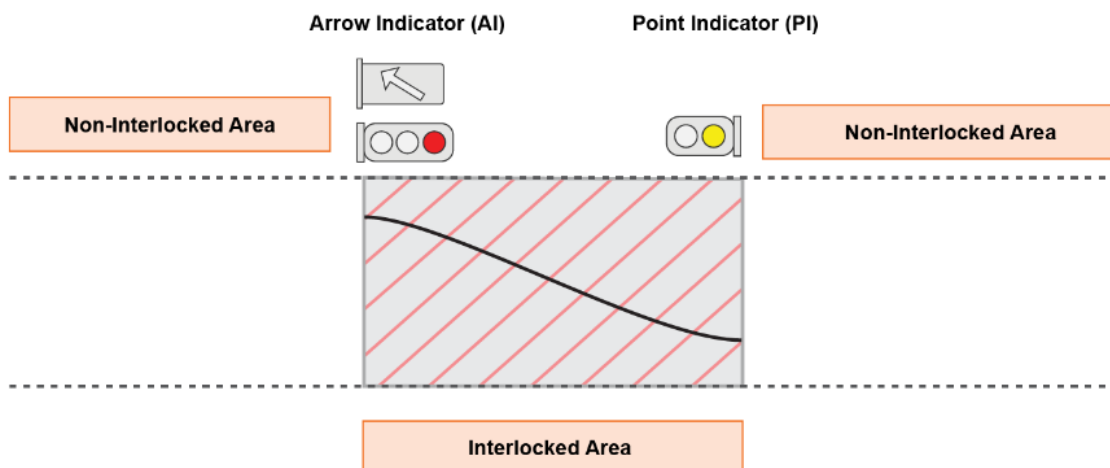 Arrow Indicator (AI)
Point Indicator (PI)
Non-Interlocked Area
Non-Interlocked Area
Interlocked Area